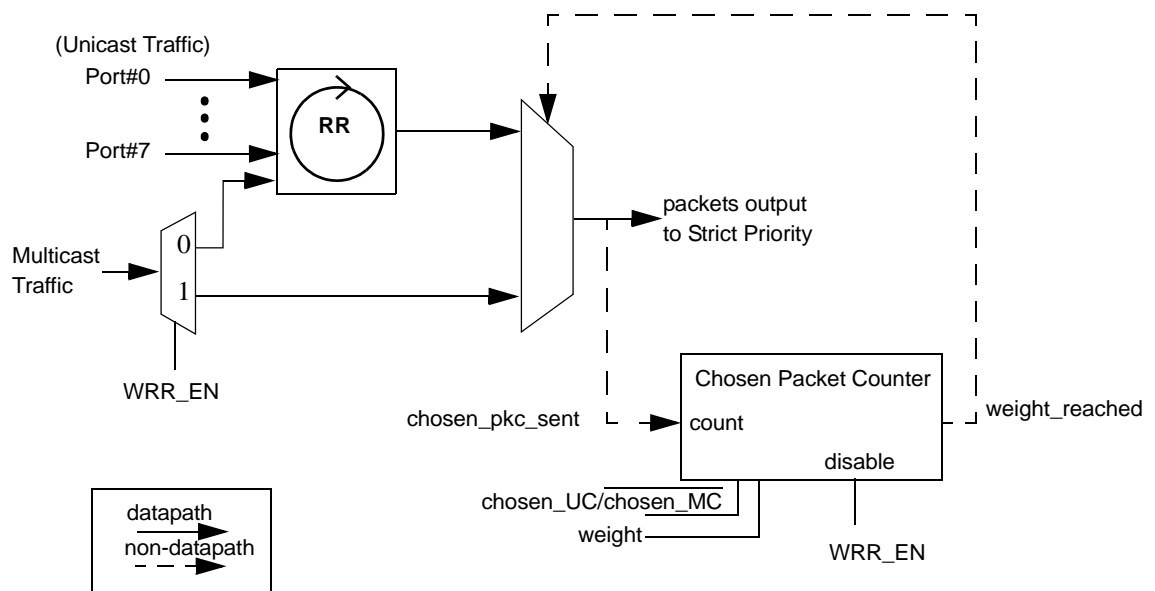 (Unicast Traffic)
Port#0
Port#7
RR
Multicast
Traffic
0
1
WRR_EN
packets output
to Strict Priority
Chosen Packet Counter
count
disable
chosen_pkc_sent
weight_reached
chosen_UC/chosen_MC
weight
WRR_EN
datapath
non-datapath